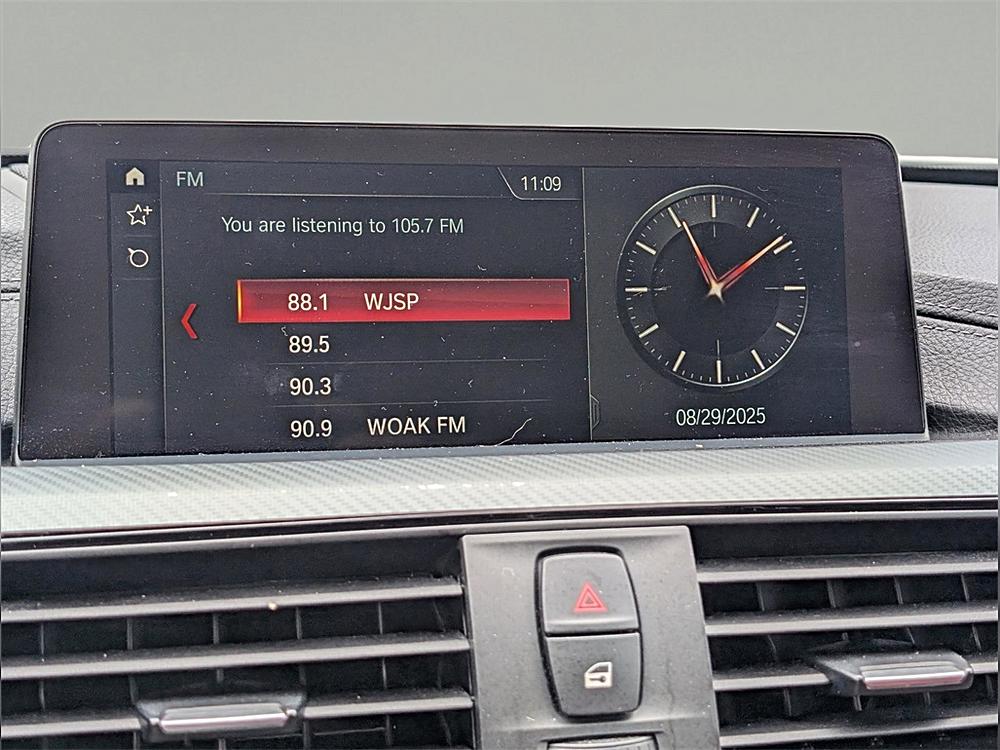 FM
11:09
You are listening to 105.7 FM
88.1 WJSP
89.5
90.3
90.9 WOAK FM
08/29/2025